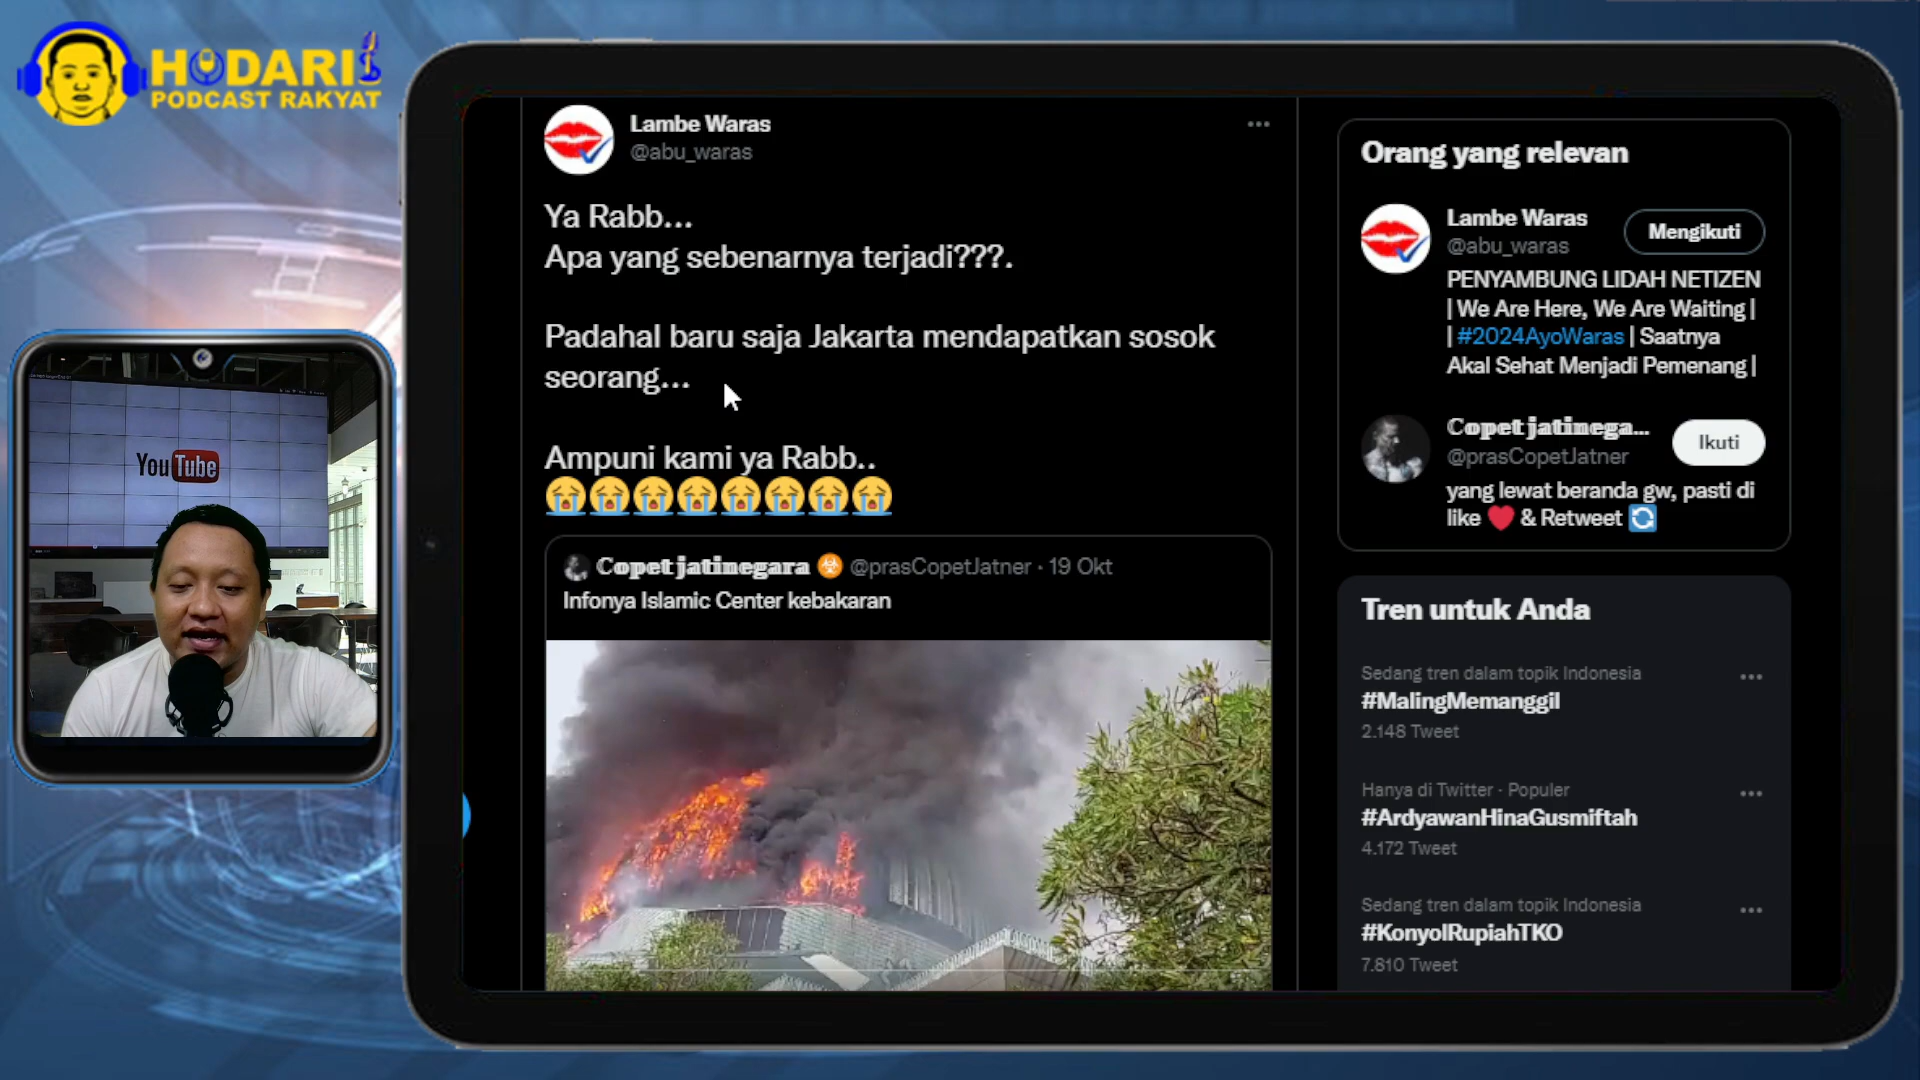 HODARI
PODCAST RAKYAT
YouTube
Lambe Waras
@abu_waras
Ya Rabb...
Apa yang sebenarnya terjadi???.
Padahal baru saja Jakarta mendapatkan sosok
seorang...
Ampuni kami ya Rabb..
😭😭😭😭😭😭😭😭
Copet jatinegara ☣ @prasCopetJatner · 19 Okt
Infonya Islamic Center kebakaran
Orang yang relevan
Lambe Waras
@abu_waras
Mengikuti
PENYAMBUNG LIDAH NETIZEN
| We Are Here, We Are Waiting |
| #2024AyoWaras | Saatnya
Akal Sehat Menjadi Pemenang |
Copet jatinega...
@prasCopetJatner
Ikuti
yang lewat beranda gw, pasti di
like ❤️ & Retweet 🔄
Tren untuk Anda
Sedang tren dalam topik Indonesia
#MalingMemanggil
2.148 Tweet
Hanya di Twitter · Populer
#ArdyawanHinaGusmiftah
4.172 Tweet
Sedang tren dalam topik Indonesia
#KonyolRupiahTKO
7.810 Tweet